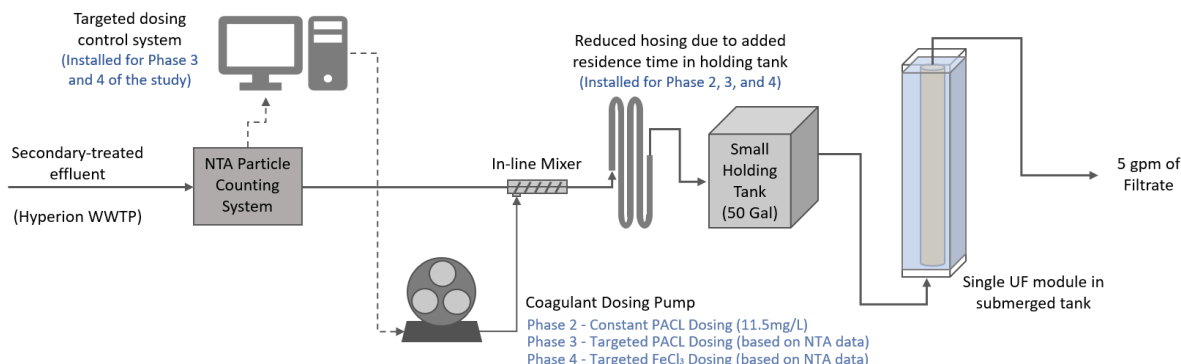 Targeted dosing
control system
(Installed for Phase 3
and 4 of the study)
Reduced hosing due to added
residence time in holding tank
(Installed for Phase 2, 3, and 4)
Secondary-treated
effluent
(Hyperion WWTP)
NTA Particle
Counting
System
In-line Mixer
Small
Holding
Tank
(50 Gal)
5 gpm of
Filtrate
Single UF module in
submerged tank
Coagulant Dosing Pump
Phase 2 - Constant PACL Dosing (11.5mg/L)
Phase 3 - Targeted PACL Dosing (based on NTA data)
Phase 4 - Targeted FeCl₃ Dosing (based on NTA data)